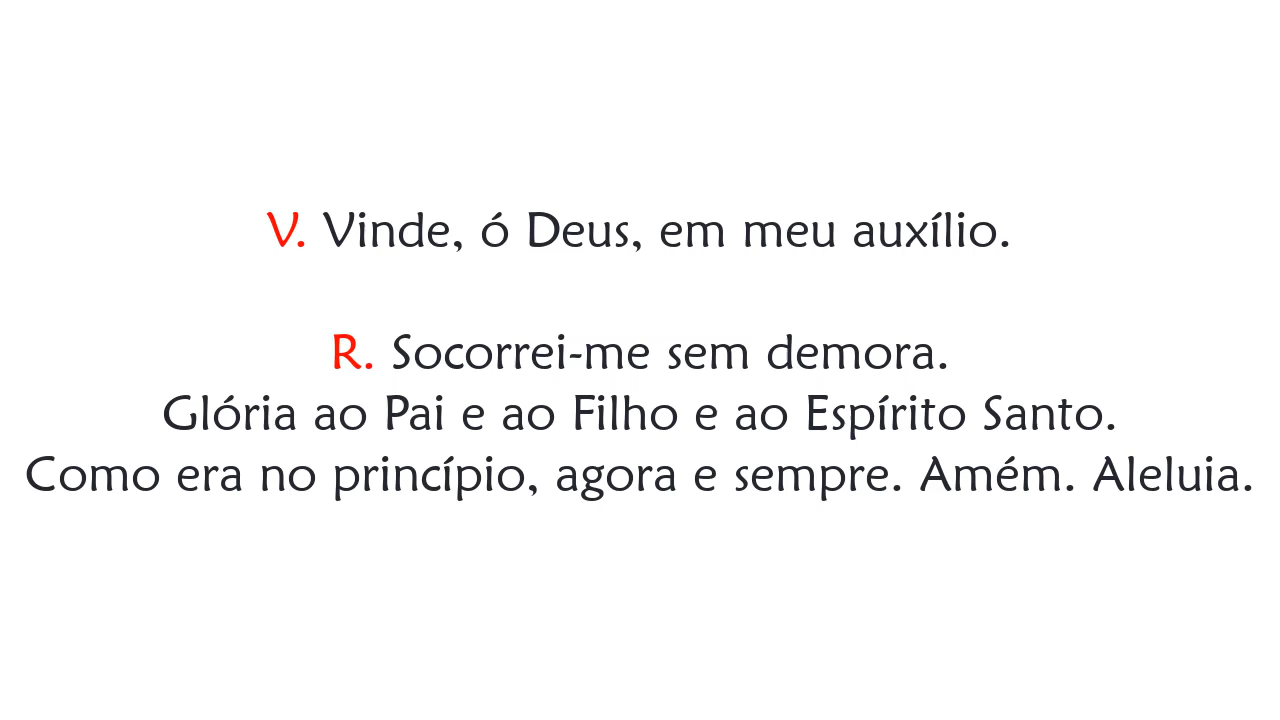 V. Vinde, ó Deus, em meu auxílio.
R. Socorrei-me sem demora.
Glória ao Pai e ao Filho e ao Espírito Santo.
Como era no princípio, agora e sempre. Amém. Aleluia.